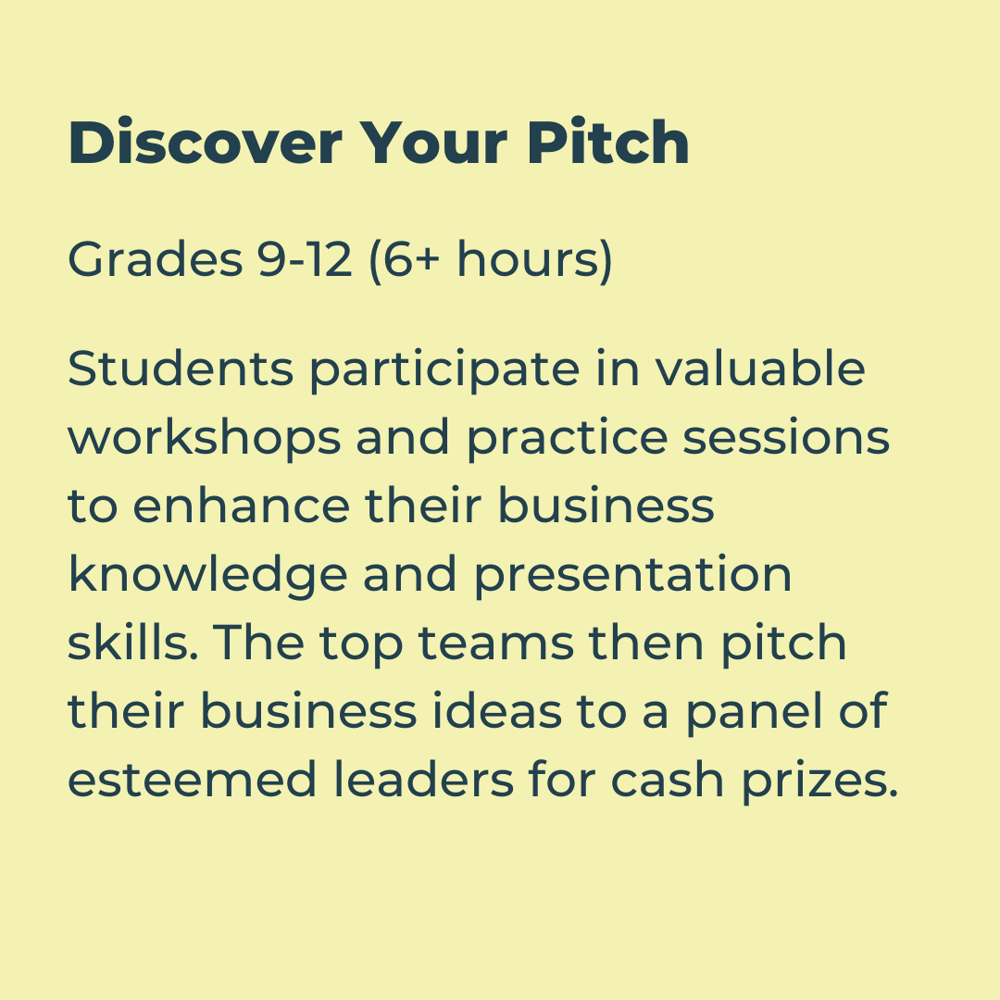 Discover Your Pitch
Grades 9-12 (6+ hours)
Students participate in valuable
workshops and practice sessions
to enhance their business
knowledge and presentation
skills. The top teams then pitch
their business ideas to a panel of
esteemed leaders for cash prizes.